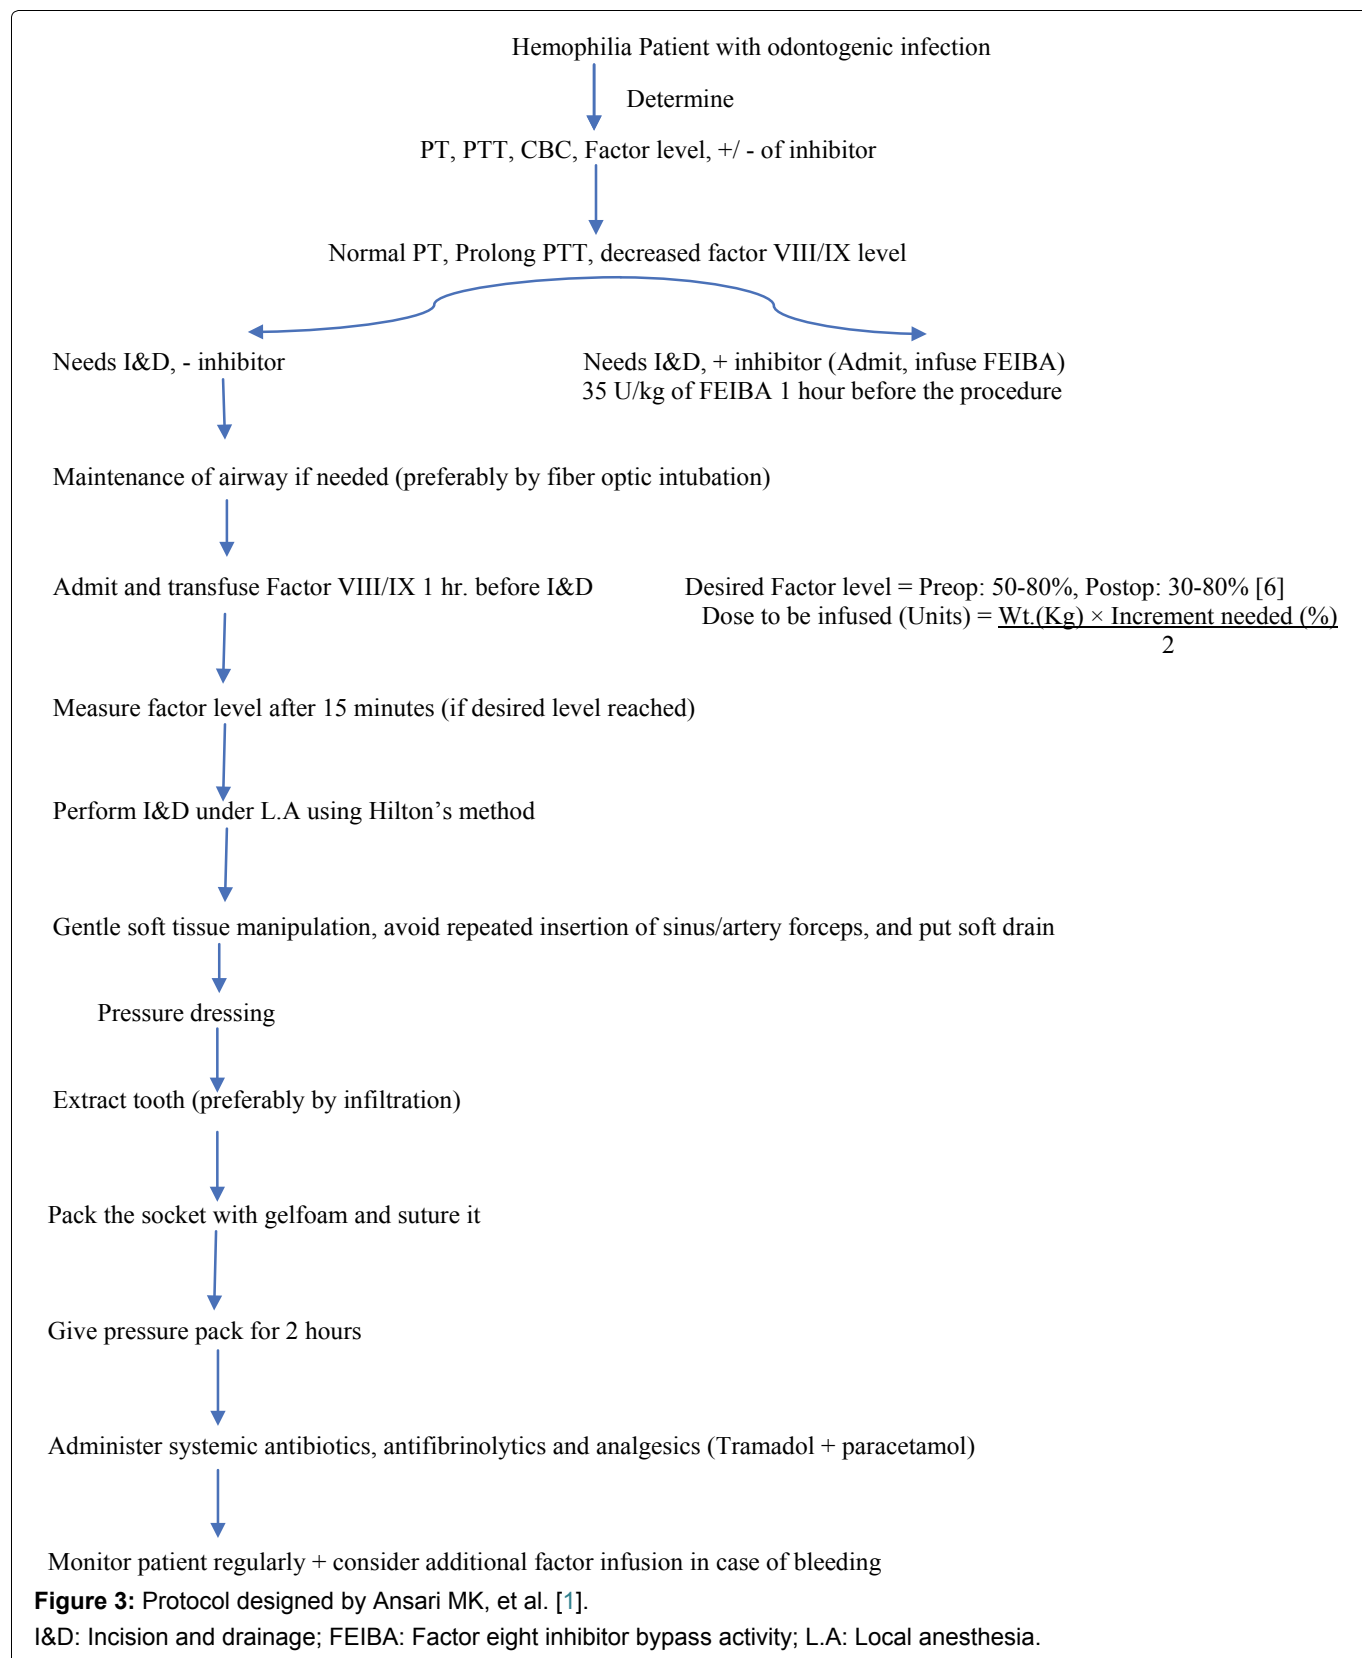 Hemophilia Patient with odontogenic infection
Determine
PT, PTT, CBC, Factor level, +/ - of inhibitor
Normal PT, Prolong PTT, decreased factor VIII/IX level
Needs I&D, - inhibitor
Needs I&D, + inhibitor (Admit, infuse FEIBA)
35 U/kg of FEIBA 1 hour before the procedure
Maintenance of airway if needed (preferably by fiber optic intubation)
Admit and transfuse Factor VIII/IX 1 hr. before I&D
Desired Factor level = Preop: 50-80%, Postop: 30-80% [6]
Dose to be infused (Units) = Wt.(Kg) × Increment needed (%)
2
Measure factor level after 15 minutes (if desired level reached)
Perform I&D under L.A using Hilton’s method
Gentle soft tissue manipulation, avoid repeated insertion of sinus/artery forceps, and put soft drain
Pressure dressing
Extract tooth (preferably by infiltration)
Pack the socket with gelfoam and suture it
Give pressure pack for 2 hours
Administer systemic antibiotics, antifibrinolytics and analgesics (Tramadol + paracetamol)
Monitor patient regularly + consider additional factor infusion in case of bleeding
Figure 3: Protocol designed by Ansari MK, et al. [1].
I&D: Incision and drainage; FEIBA: Factor eight inhibitor bypass activity; L.A: Local anesthesia.